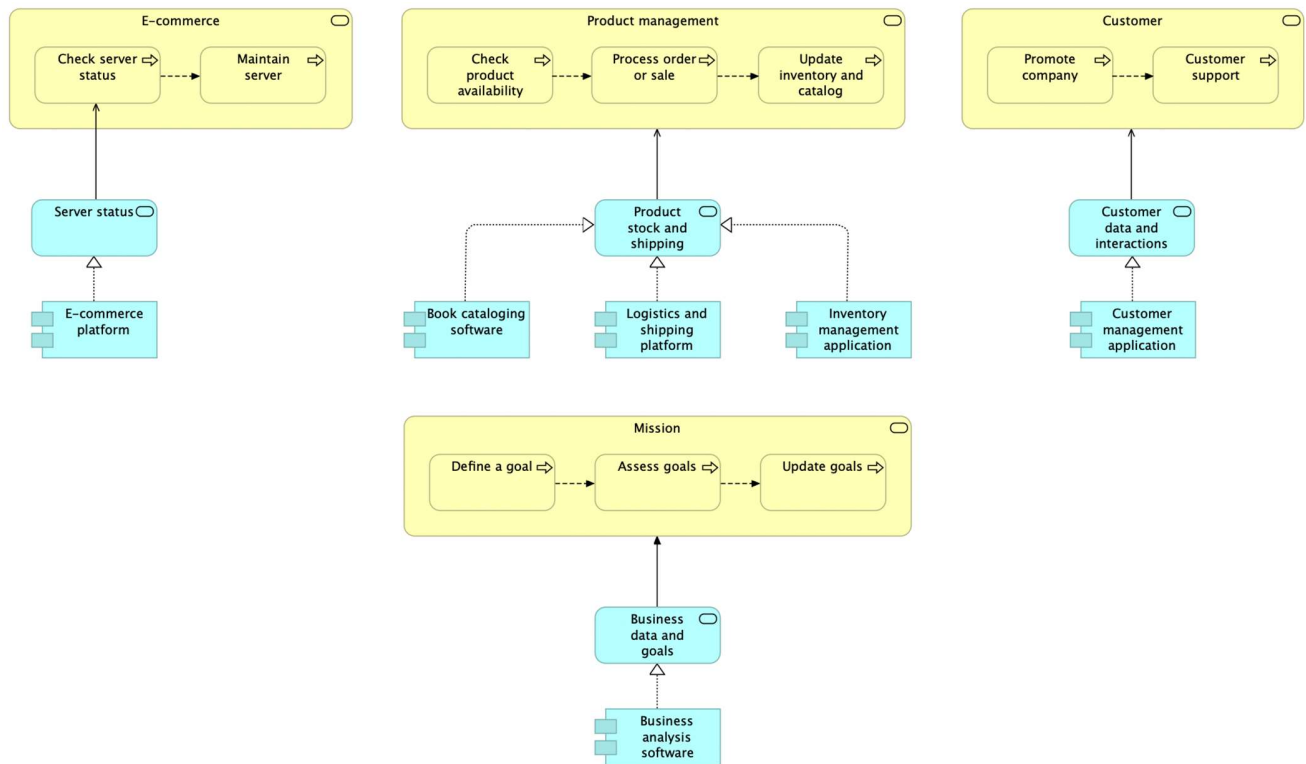 E-commerce
Check server
status
Maintain
server
Product management
Check
product
availability
Process order
or sale
Update
inventory and
catalog
Customer
Promote
company
Customer
support
Server status
Product
stock and
shipping
Customer
data and
interactions
E-commerce
platform
Book cataloging
software
Logistics and
shipping
platform
Inventory
management
application
Customer
management
application
Mission
Define a goal
Assess goals
Update goals
Business
data and
goals
Business
analysis
software